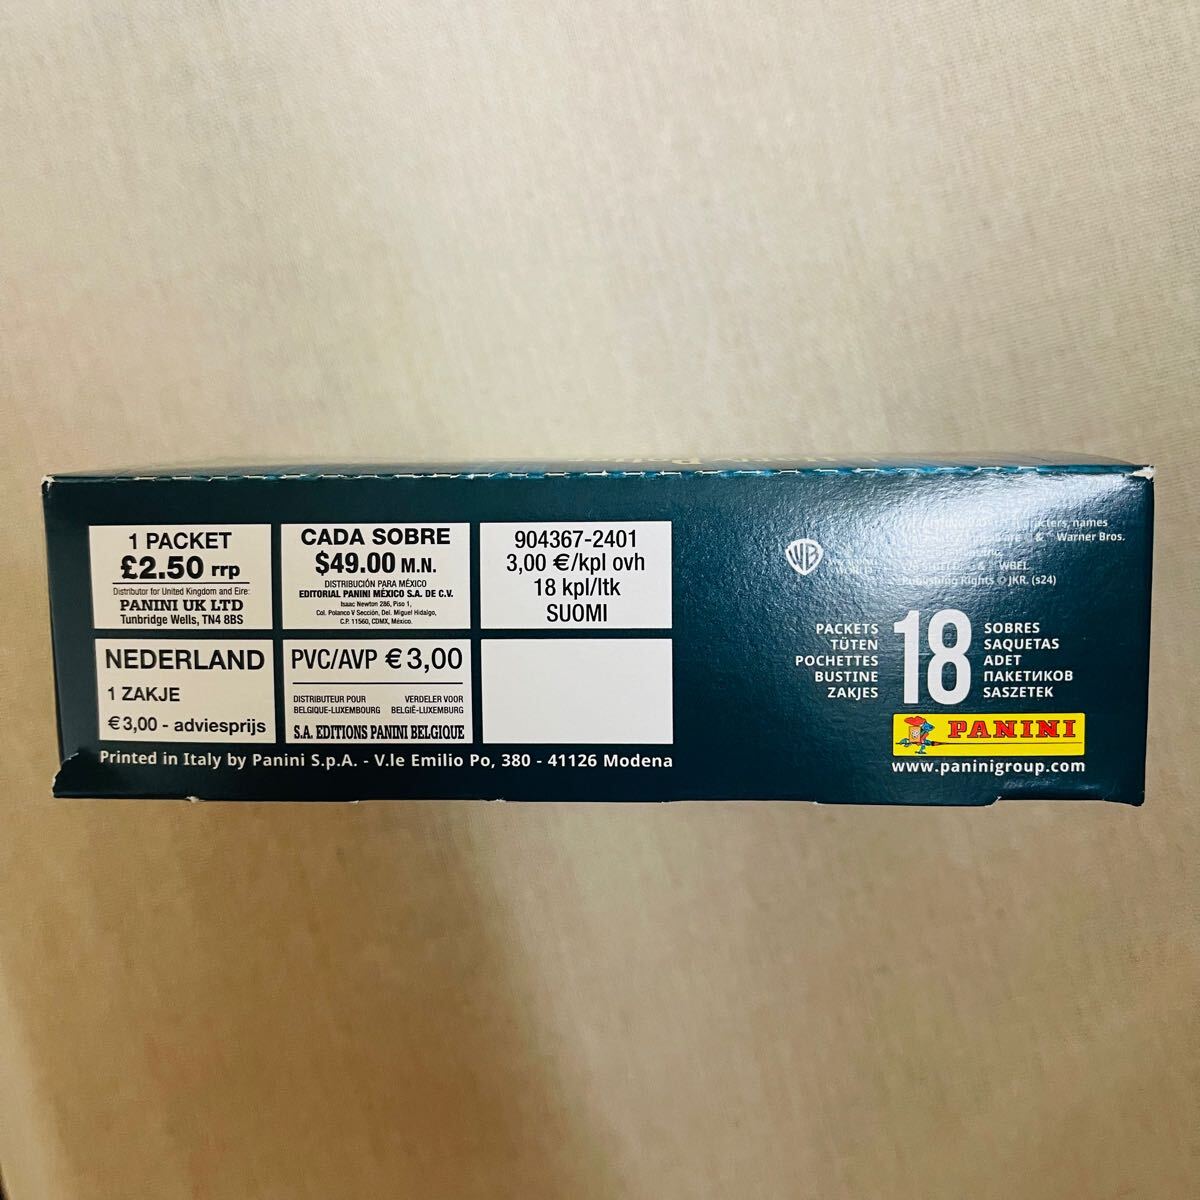 1 PACKET
£2.50 rrp
Distributor for United Kingdom and Eire:
PANINI UK LTD
Tunbridge Wells, TN4 8BS
CADA SOBRE
$49.00 M.N.
DISTRIBUCIÓN PARA MÉXICO
EDITORIAL PANINI MÉXICO S.A. DE C.V.
Isaac Newton 286, Piso 1,
Col. Polanco V Sección, Del. Miguel Hidalgo,
C.P. 11560, CDMX, México.
904367-2401
3,00 €/kpl ovh
18 kpl/ltk
SUOMI
NEDERLAND
1 ZAKJE
€3,00 - adviesprijs
PVC/AVP €3,00
DISTRIBUTEUR POUR
BELGIQUE-LUXEMBOURG
VERDELER VOOR
BELGIË-LUXEMBURG
S.A. EDITIONS PANINI BELGIQUE
Printed in Italy by Panini S.p.A. - V.le Emilio Po, 380 - 41126 Modena
WB
characters, names
& Warner Bros.
WB SHIELD: & WBEI.
Publishing Rights © JKR. (s24)
PACKETS
TÜTEN
POCHETTES
BUSTINE
ZAKJES
18
SOBRES
SAQUETAS
ADET
ПАКЕТИКОВ
SASZETEK
PANINI
www.paninigroup.com